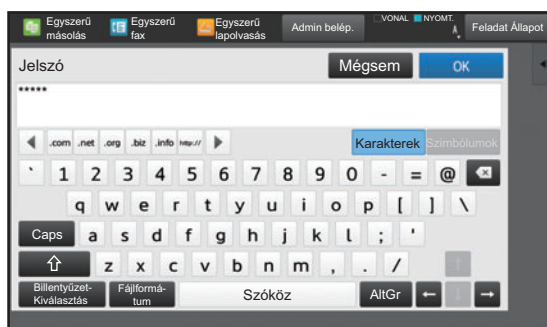 Egyszerű másolás
Egyszerű fax
Egyszerű lapolvasás
Admin belép.
VONAL NYOMT.
Feladat Állapot
Jelszó
Mégsem
OK
*****
.com .net .org .biz .info http://
Karakterek
Szimbólumok
` 1 2 3 4 5 6 7 8 9 0 - = @
q w e r t y u i o p [ ] \
Caps a s d f g h j k l ; '
z x c v b n m , . /
Billentyűzet-
Kiválasztás
Fájlformá-
tum
Szóköz
AltGr